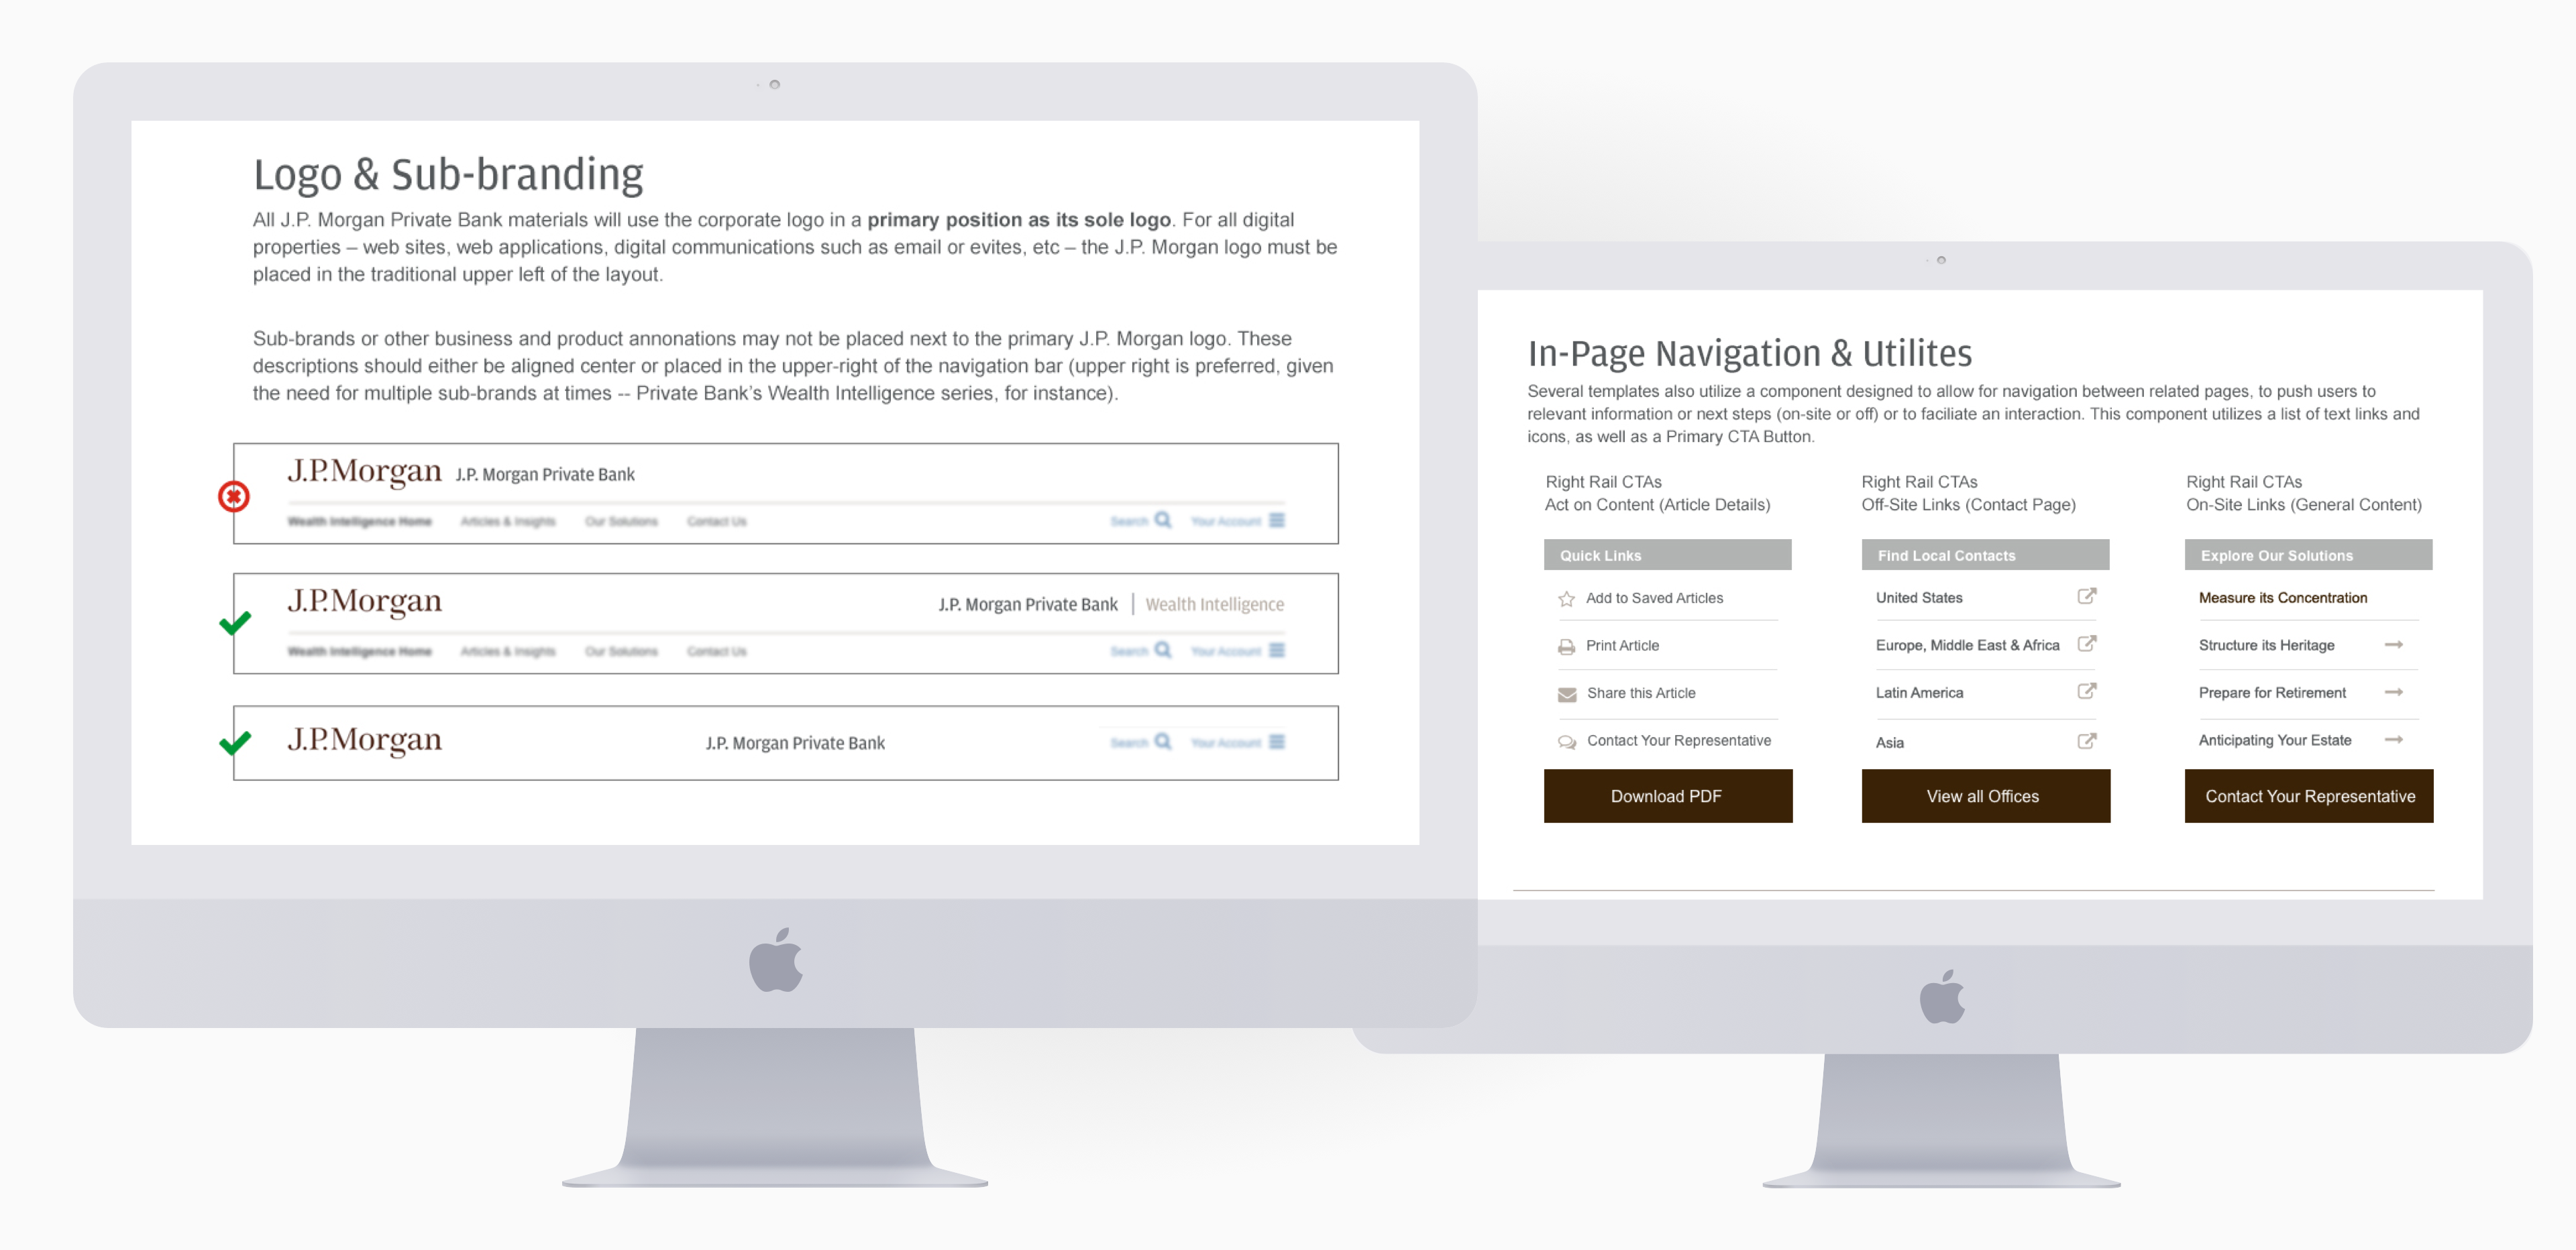 Logo & Sub-branding
All J.P. Morgan Private Bank materials will use the corporate logo in a primary position as its sole logo. For all digital
properties – web sites, web applications, digital communications such as email or evites, etc – the J.P. Morgan logo must be
placed in the traditional upper left of the layout.
Sub-brands or other business and product annonations may not be placed next to the primary J.P. Morgan logo. These
descriptions should either be aligned center or placed in the upper-right of the navigation bar (upper right is preferred, given
the need for multiple sub-brands at times -- Private Bank's Wealth Intelligence series, for instance).
J.P.Morgan J.P. Morgan Private Bank
Wealth Intelligence Home Articles & Insights Our Solutions Contact Us Search Your Account
J.P.Morgan J.P. Morgan Private Bank | Wealth Intelligence
Wealth Intelligence Home Articles & Insights Our Solutions Contact Us Search Your Account
J.P.Morgan J.P. Morgan Private Bank Search Your Account
In-Page Navigation & Utilites
Several templates also utilize a component designed to allow for navigation between related pages, to push users to
relevant information or next steps (on-site or off) or to faciliate an interaction. This component utilizes a list of text links and
icons, as well as a Primary CTA Button.
Right Rail CTAs
Act on Content (Article Details)
Quick Links
Add to Saved Articles
Print Article
Share this Article
Contact Your Representative
Download PDF
Right Rail CTAs
Off-Site Links (Contact Page)
Find Local Contacts
United States
Europe, Middle East & Africa
Latin America
Asia
View all Offices
Right Rail CTAs
On-Site Links (General Content)
Explore Our Solutions
Measure its Concentration
Structure its Heritage
Prepare for Retirement
Anticipating Your Estate
Contact Your Representative